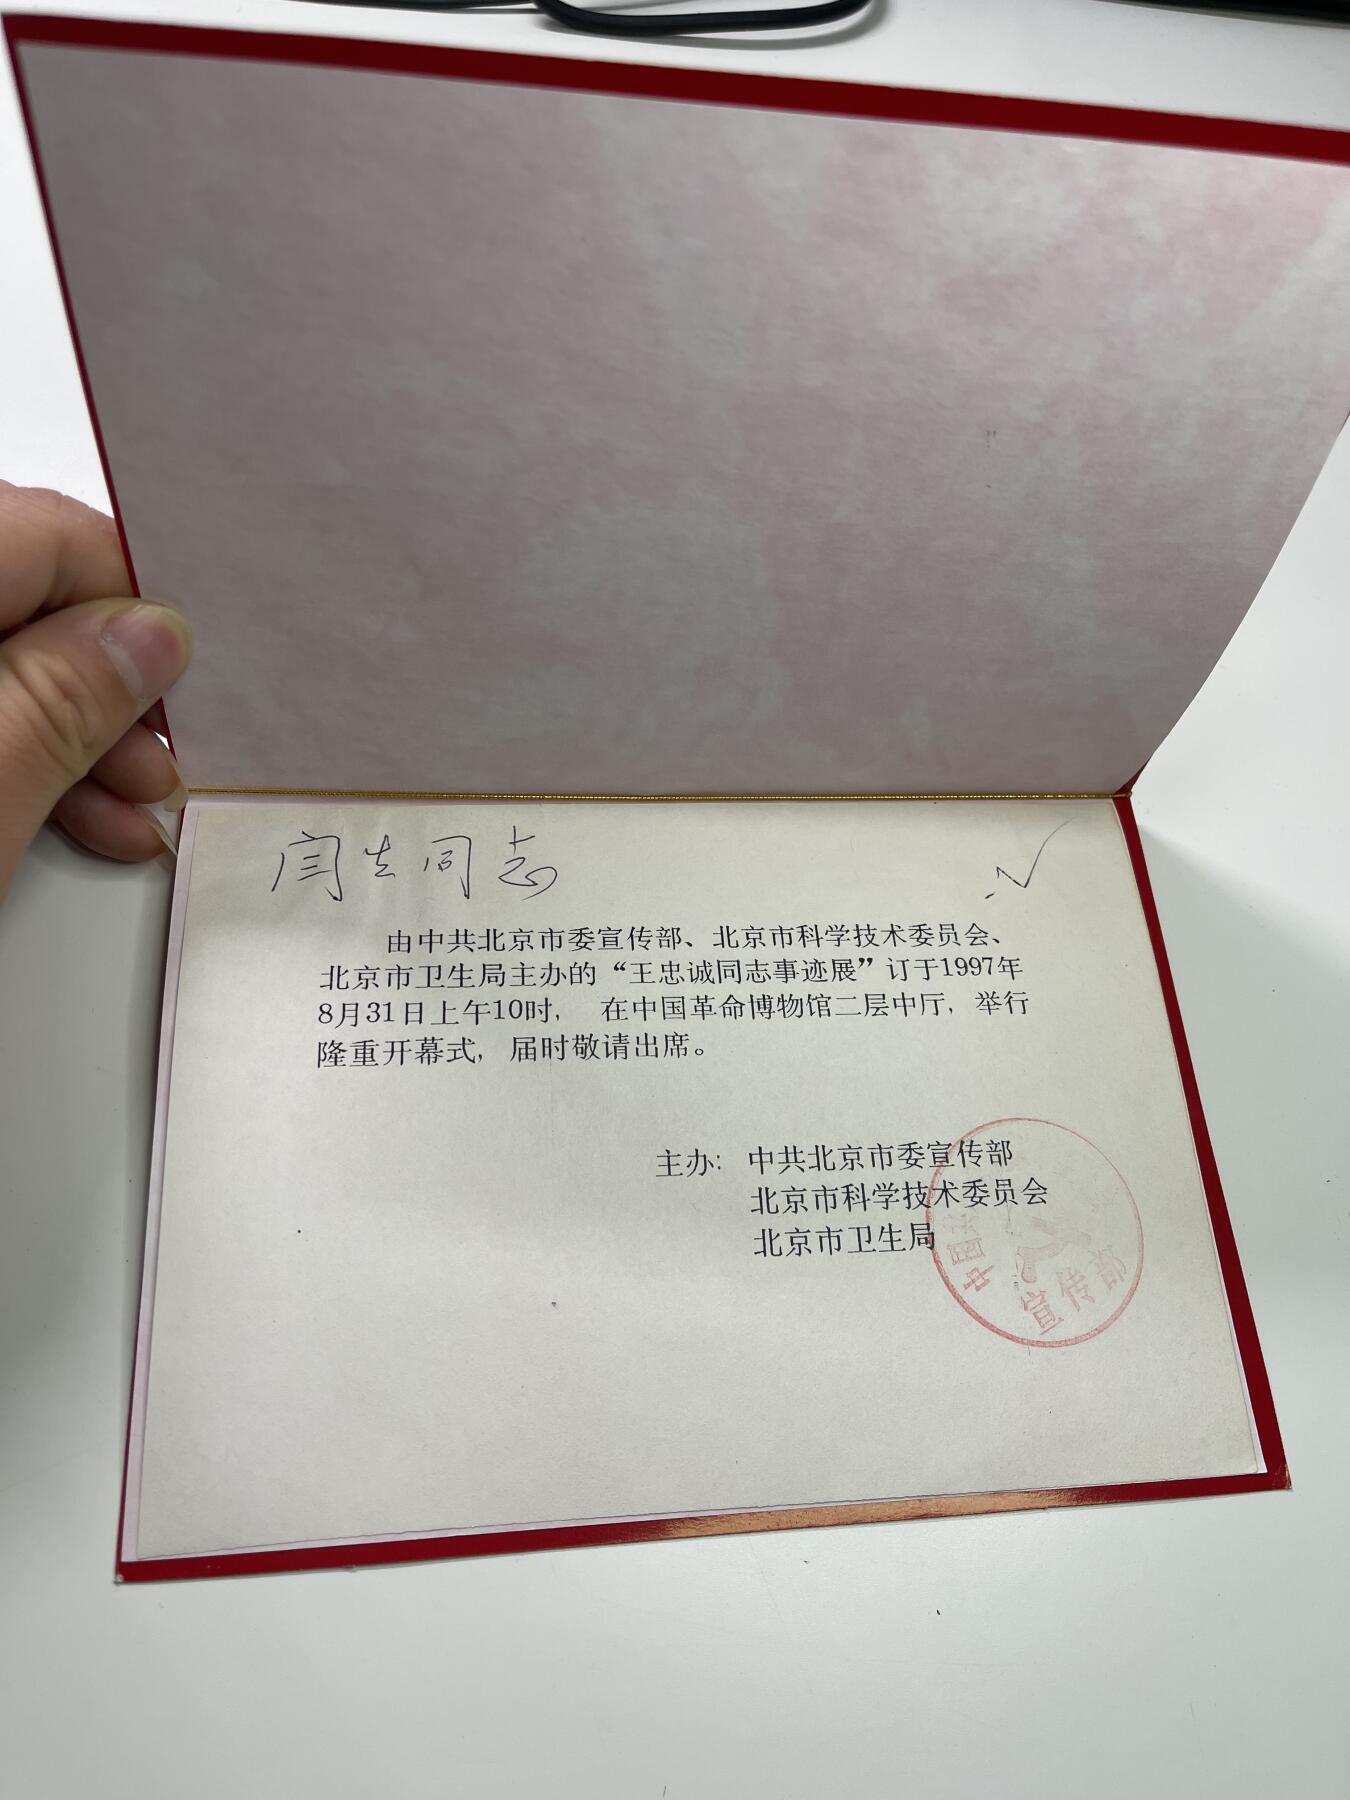 闫生同志
由中共北京市委宣传部、北京市科学技术委员会、
北京市卫生局主办的“王忠诚同志事迹展”订于1997年
8月31日上午10时, 在中国革命博物馆二层中厅, 举行
隆重开幕式, 届时敬请出席。
主办: 中共北京市委宣传部
北京市科学技术委员会
北京市卫生局
中国
宣传部